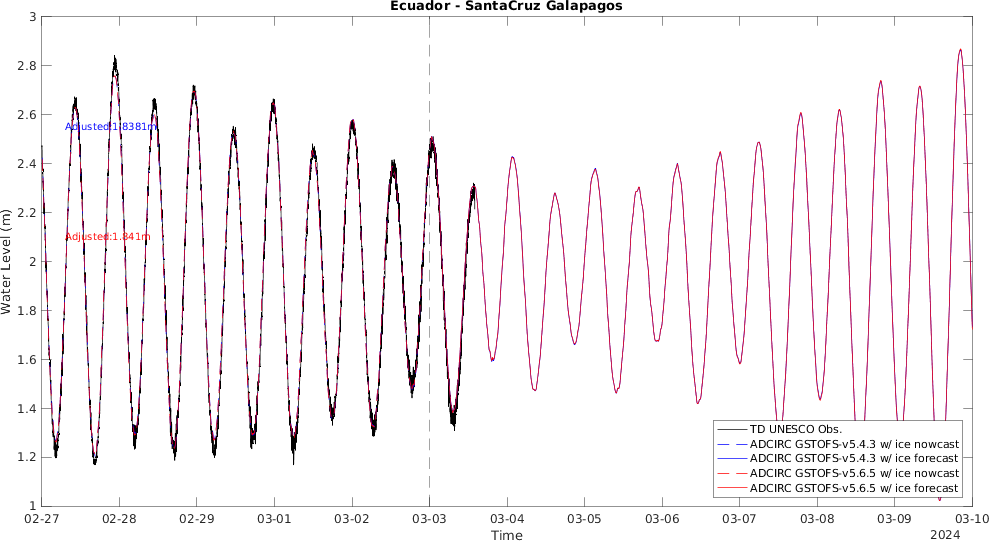 Ecuador - SantaCruz Galapagos
3
2.8
2.6
2.4
2.2
2
1.8
1.6
1.4
1.2
1
Water Level (m)
Adjusted:1.8381m
Adjusted:1.841m
TD UNESCO Obs.
ADCIRC GSTOFS-v5.4.3 w/ ice nowcast
ADCIRC GSTOFS-v5.4.3 w/ ice forecast
ADCIRC GSTOFS-v5.6.5 w/ ice nowcast
ADCIRC GSTOFS-v5.6.5 w/ ice forecast
02-27 02-28 02-29 03-01 03-02 03-03 03-04 03-05 03-06 03-07 03-08 03-09 03-10
Time
2024